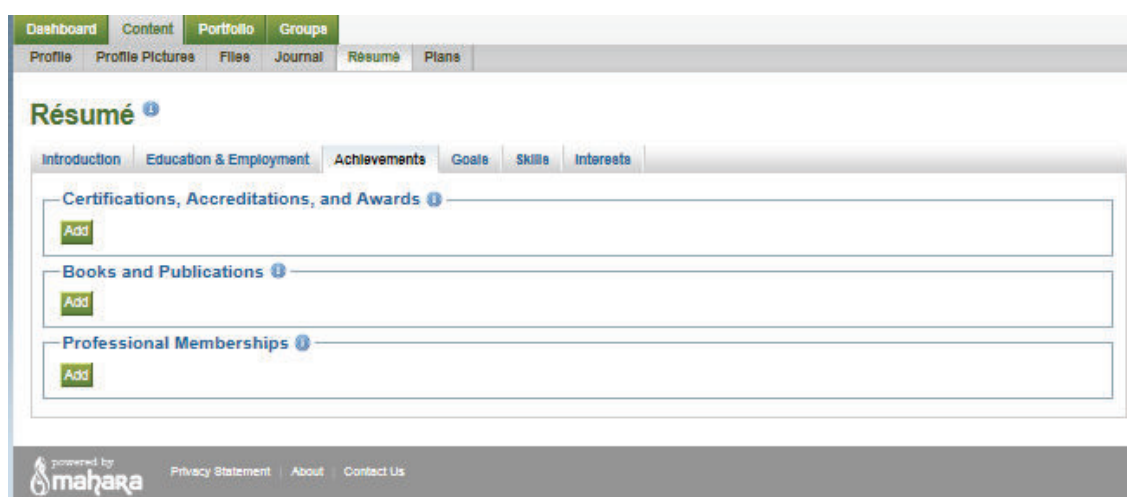 Dashboard Content Portfolio Groups
Profile Profile Pictures Files Journal Résumé Plans
Résumé
Introduction Education & Employment Achievements Goals Skills Interests
Certifications, Accreditations, and Awards
Add
Books and Publications
Add
Professional Memberships
Add
powered by
mahara Privacy Statement About Contact Us